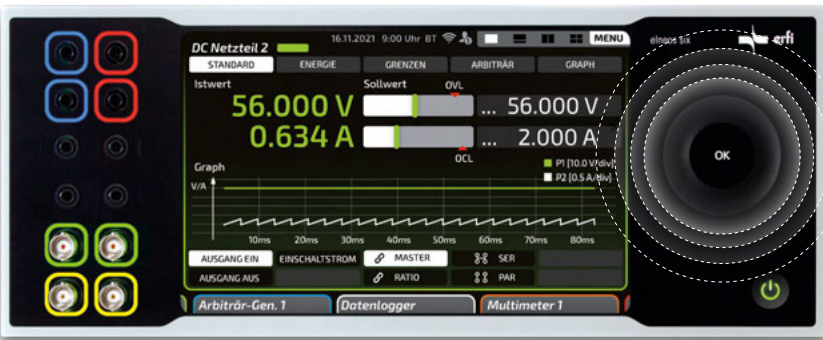 16.11.2021 9:00 Uhr BT MENU
DC Netzteil 2
STANDARD ENERGIE GRENZEN ARBITRÄR GRAPH
Istwert Sollwert OVL
56.000 V ... 56.000 V
0.634 A ... 2.000 A
OCL
Graph P1 [10.0 V/div]
V/A P2 [0.5 A/div]
10ms 20ms 30ms 40ms 50ms 60ms 70ms 80ms
AUSGANG EIN EINSCHALTSTROM MASTER SER
AUSGANG AUS RATIO PAR
Arbiträr-Gen. 1 Datenlogger Multimeter 1
elneos six erfi
OK